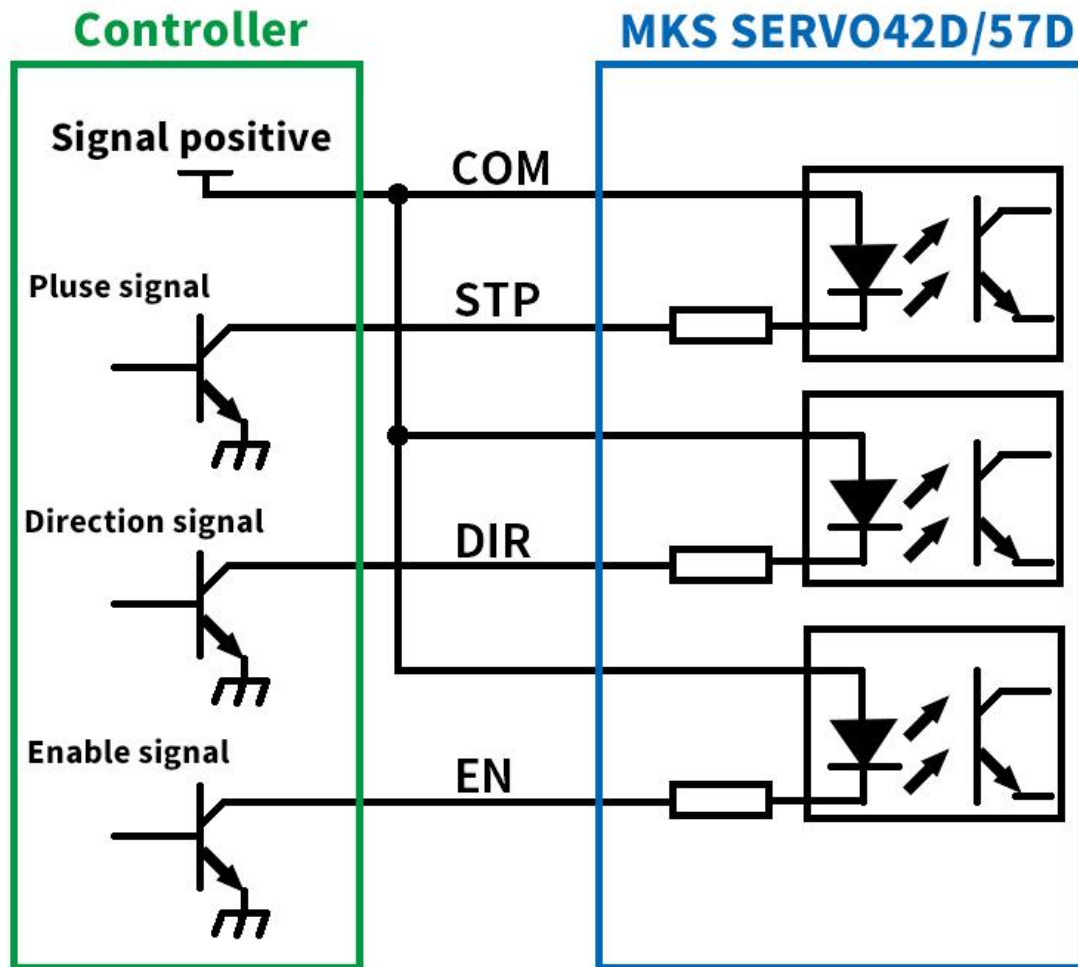 Controller
MKS SERVO42D/57D
Signal positive
COM
Pluse signal
STP
Direction signal
DIR
Enable signal
EN